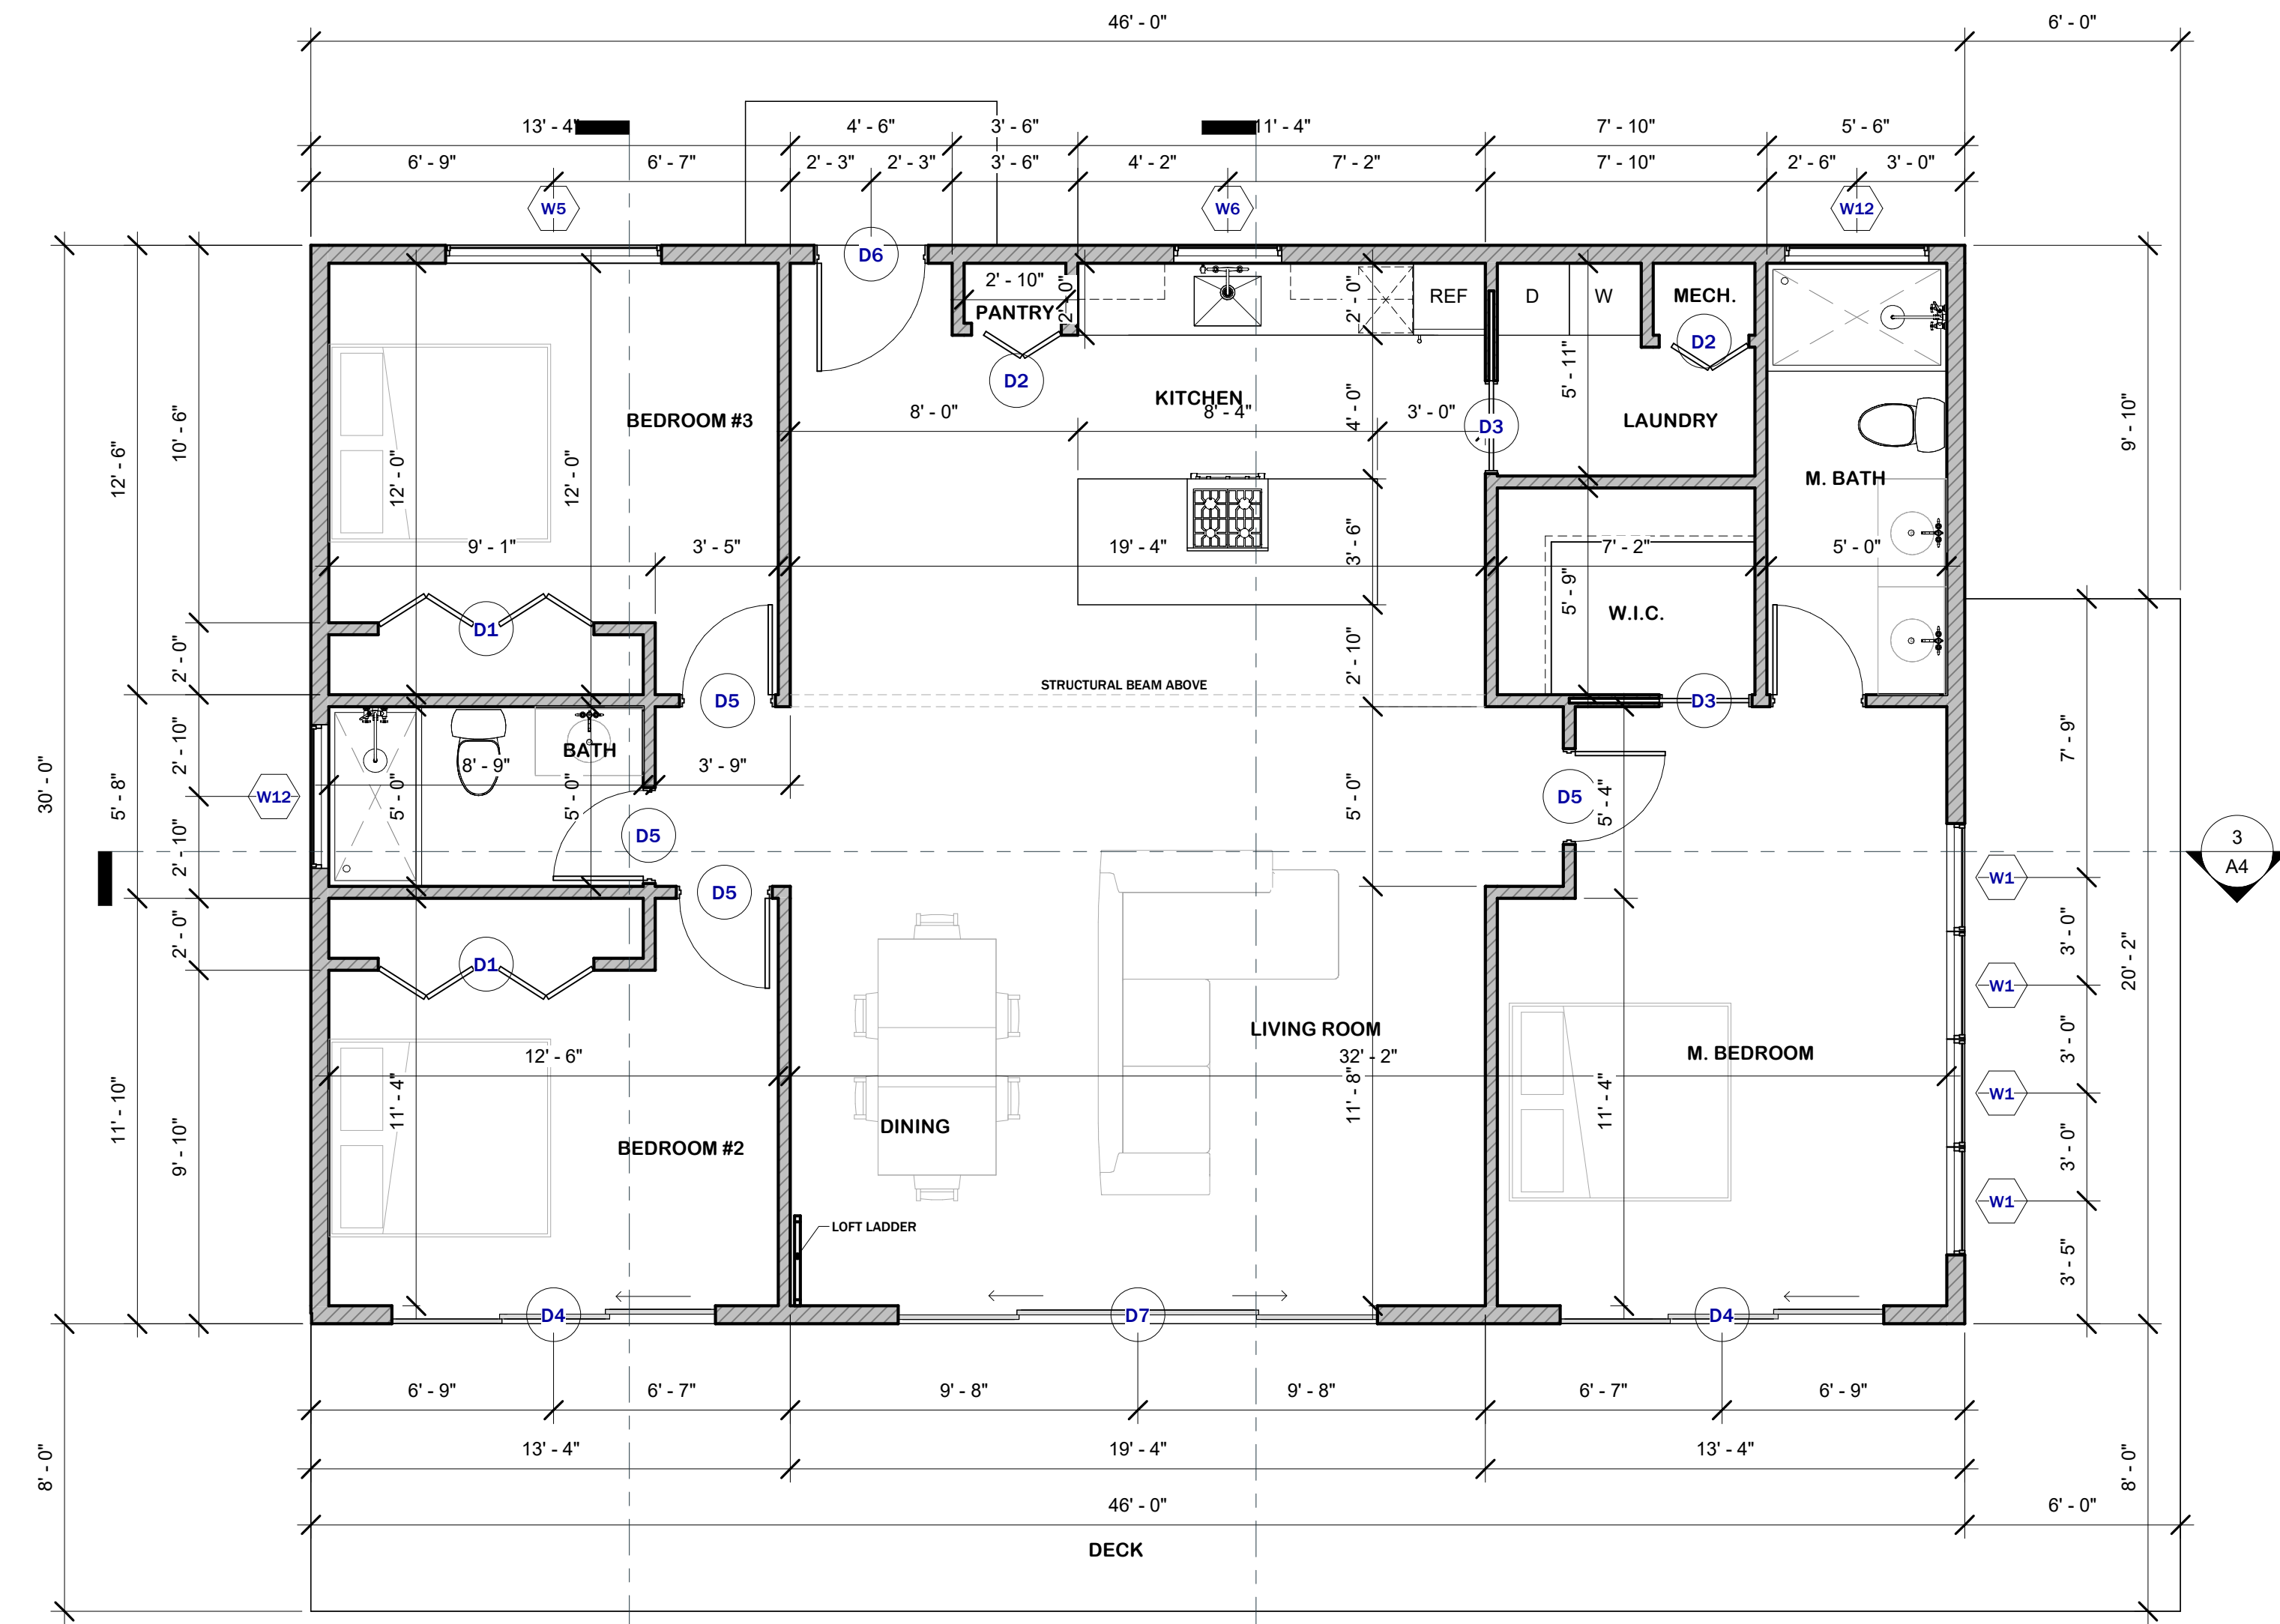 46' - 0"
6' - 0"
13' - 4"
4' - 6"
3' - 6"
11' - 4"
7' - 10"
5' - 6"
6' - 9"
6' - 7"
2' - 3"
2' - 3"
3' - 6"
4' - 2"
7' - 2"
7' - 10"
2' - 6"
3' - 0"
W5
W6
W12
D6
2' - 10"
PANTRY
2' - 0"
2' - 0"
REF
D
W
MECH.
D2
D2
KITCHEN
8' - 0"
8' - 4"
3' - 0"
4' - 0"
D3
5' - 11"
LAUNDRY
BEDROOM #3
12' - 6"
10' - 6"
12' - 0"
12' - 0"
9' - 10"
M. BATH
9' - 1"
3' - 5"
19' - 4"
3' - 6"
7' - 2"
5' - 0"
5' - 9"
W.I.C.
D1
2' - 0"
2' - 10"
STRUCTURAL BEAM ABOVE
D5
D3
30' - 0"
5' - 8"
2' - 10"
2' - 10"
W12
BATH
8' - 9"
3' - 9"
5' - 0"
5' - 0"
5' - 0"
D5
5' - 4"
7' - 9"
D5
3
A4
D5
W1
2' - 0"
D1
3' - 0"
20' - 2"
W1
LIVING ROOM
12' - 6"
32' - 2"
M. BEDROOM
3' - 0"
W1
11' - 10"
9' - 10"
11' - 4"
11' - 8"
11' - 4"
DINING
BEDROOM #2
3' - 0"
W1
LOFT LADDER
3' - 5"
D4
D7
D4
6' - 9"
6' - 7"
9' - 8"
9' - 8"
6' - 7"
6' - 9"
13' - 4"
19' - 4"
13' - 4"
8' - 0"
8' - 0"
46' - 0"
6' - 0"
DECK